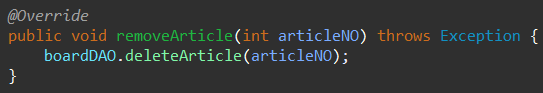 @Override
public void removeArticle(int articleNO) throws Exception {
    boardDAO.deleteArticle(articleNO);
}